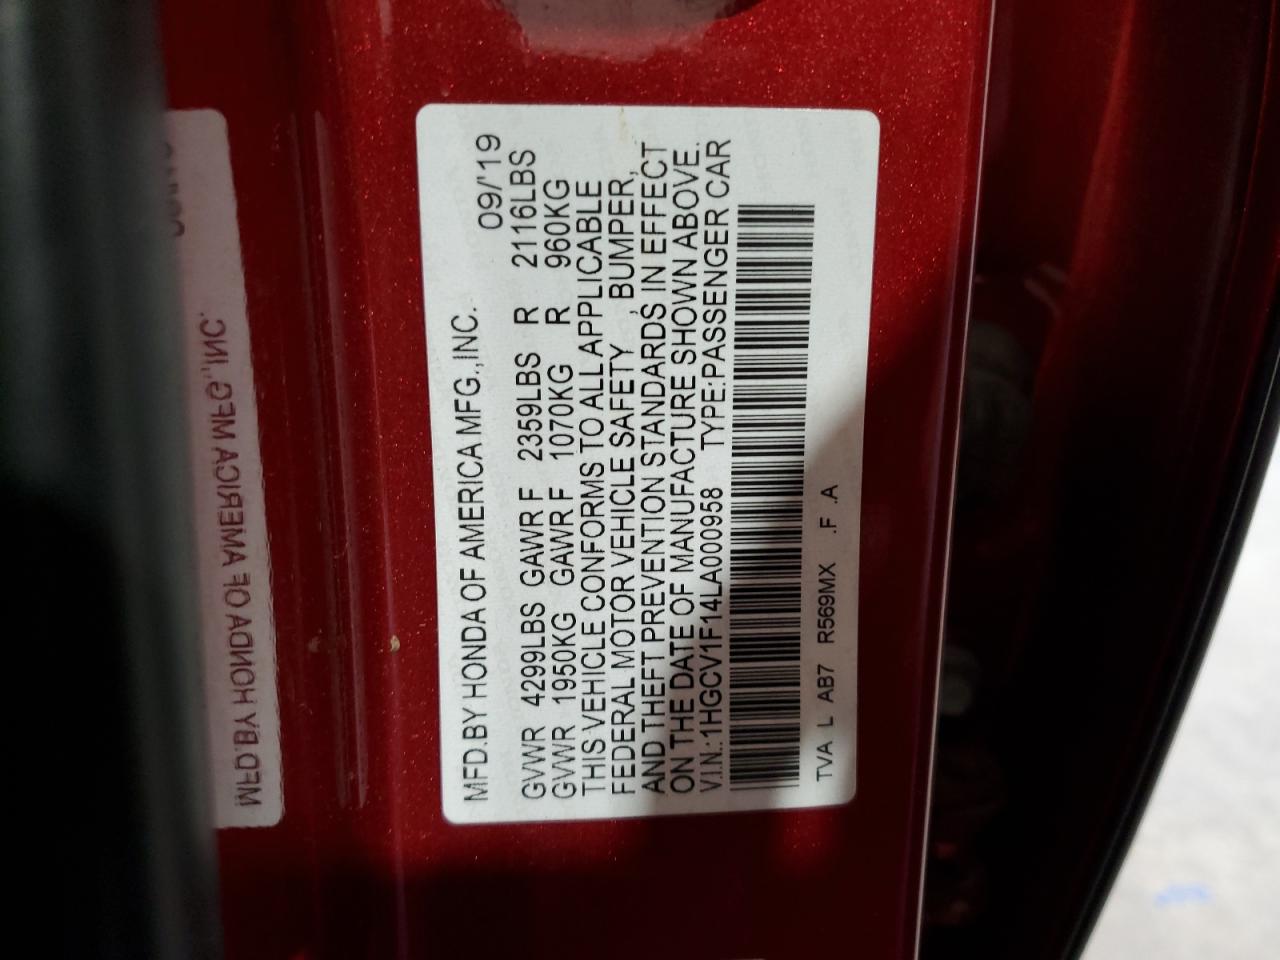 MFD.BY HONDA OF AMERICA MFG.,INC. 09/'19
GVWR 4299LBS GAWR F 2359LBS R 2116LBS
GVWR 1950KG GAWR F 1070KG R 960KG
THIS VEHICLE CONFORMS TO ALL APPLICABLE
FEDERAL MOTOR VEHICLE SAFETY , BUMPER,
AND THEFT PREVENTION STANDARDS IN EFFECT
ON THE DATE OF MANUFACTURE SHOWN ABOVE.
V.I.N.:1HGCV1F14LA000958 TYPE:PASSENGER CAR
TVA L AB7 R569MX .F .A
MFD.BY HONDA OF AMERICA MFG.,INC.